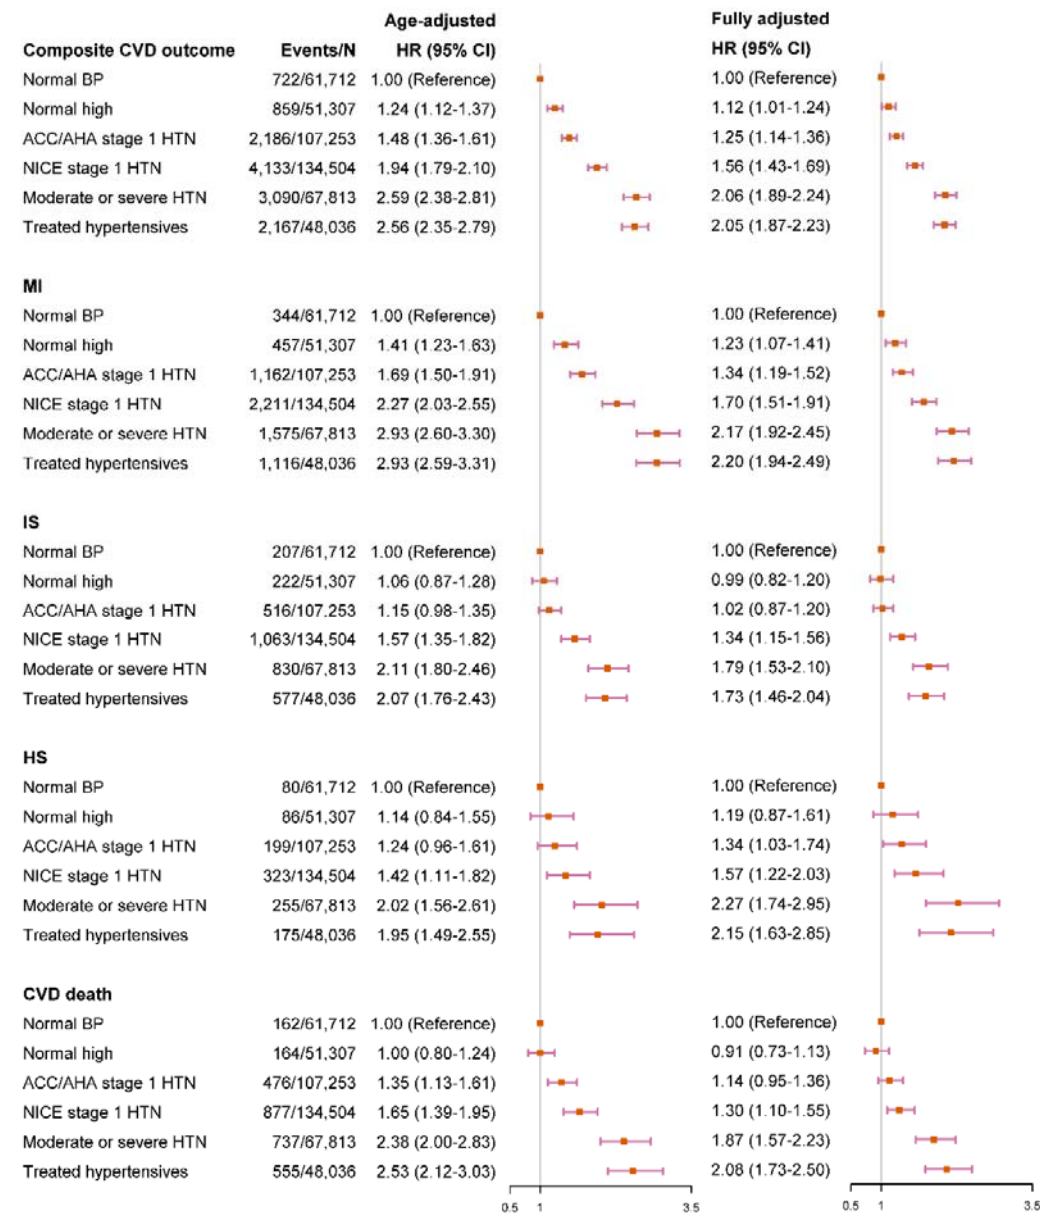 Age-adjusted Fully adjusted
Composite CVD outcome Events/N HR (95% CI) HR (95% CI)
Normal BP 722/61,712 1.00 (Reference) 1.00 (Reference)
Normal high 859/51,307 1.24 (1.12-1.37) 1.12 (1.01-1.24)
ACC/AHA stage 1 HTN 2,186/107,253 1.48 (1.36-1.61) 1.25 (1.14-1.36)
NICE stage 1 HTN 4,133/134,504 1.94 (1.79-2.10) 1.56 (1.43-1.69)
Moderate or severe HTN 3,090/67,813 2.59 (2.38-2.81) 2.06 (1.89-2.24)
Treated hypertensives 2,167/48,036 2.56 (2.35-2.79) 2.05 (1.87-2.23)
MI
Normal BP 344/61,712 1.00 (Reference) 1.00 (Reference)
Normal high 457/51,307 1.41 (1.23-1.63) 1.23 (1.07-1.41)
ACC/AHA stage 1 HTN 1,162/107,253 1.69 (1.50-1.91) 1.34 (1.19-1.52)
NICE stage 1 HTN 2,211/134,504 2.27 (2.03-2.55) 1.70 (1.51-1.91)
Moderate or severe HTN 1,575/67,813 2.93 (2.60-3.30) 2.17 (1.92-2.45)
Treated hypertensives 1,116/48,036 2.93 (2.59-3.31) 2.20 (1.94-2.49)
IS
Normal BP 207/61,712 1.00 (Reference) 1.00 (Reference)
Normal high 222/51,307 1.06 (0.87-1.28) 0.99 (0.82-1.20)
ACC/AHA stage 1 HTN 516/107.253 1.15 (0.98-1.35) 1.02 (0.87-1.20)
NICE stage 1 HTN 1,063/134,504 1.57 (1.35-1.82) 1.34 (1.15-1.56)
Moderate or severe HTN 830/67,813 2.11 (1.80-2.46) 1.79 (1.53-2.10)
Treated hypertensives 577/48,036 2.07 (1.76-2.43) 1.73 (1.46-2.04)
HS
Normal BP 80/61,712 1.00 (Reference) 1.00 (Reference)
Normal high 86/51,307 1.14 (0.84-1.55) 1.19 (0.87-1.61)
ACC/AHA stage 1 HTN 199/107,253 1.24 (0.96-1.61) 1.34 (1.03-1.74)
NICE stage 1 HTN 323/134,504 1.42 (1.11-1.82) 1.57 (1.22-2.03)
Moderate or severe HTN 255/67,813 2.02 (1.56-2.61) 2.27 (1.74-2.95)
Treated hypertensives 175/48,036 1.95 (1.49-2.55) 2.15 (1.63-2.85)
CVD death
Normal BP 162/61,712 1.00 (Reference) 1.00 (Reference)
Normal high 164/51,307 1.00 (0.80-1.24) 0.91 (0.73-1.13)
ACC/AHA stage 1 HTN 476/107,253 1.35 (1.13-1.61) 1.14 (0.95-1.36)
NICE stage 1 HTN 877/134,504 1.65 (1.39-1.95) 1.30 (1.10-1.55)
Moderate or severe HTN 737/67,813 2.38 (2.00-2.83) 1.87 (1.57-2.23)
Treated hypertensives 555/48,036 2.53 (2.12-3.03) 2.08 (1.73-2.50)
0.5 1 3.5 0.5 1 3.5